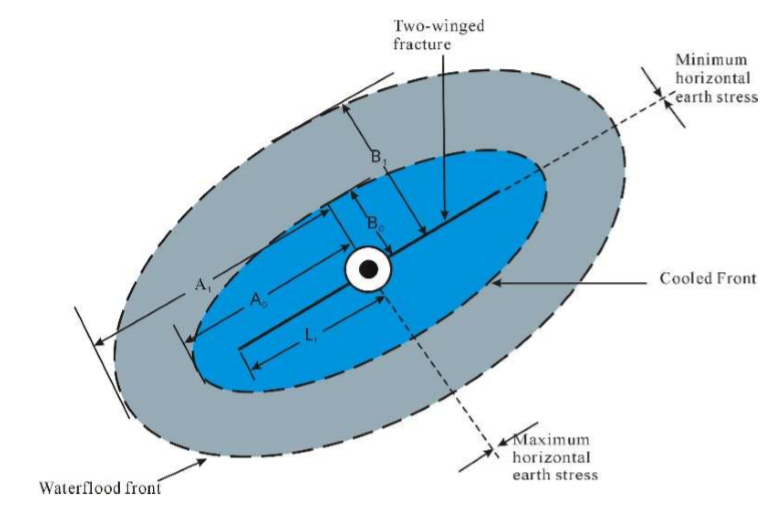 Two-winged
fracture
Minimum
horizontal
earth stress
B₁
B₀
A₁
A₀
Lᵣ
Cooled Front
Maximum
horizontal
earth stress
Waterflood front